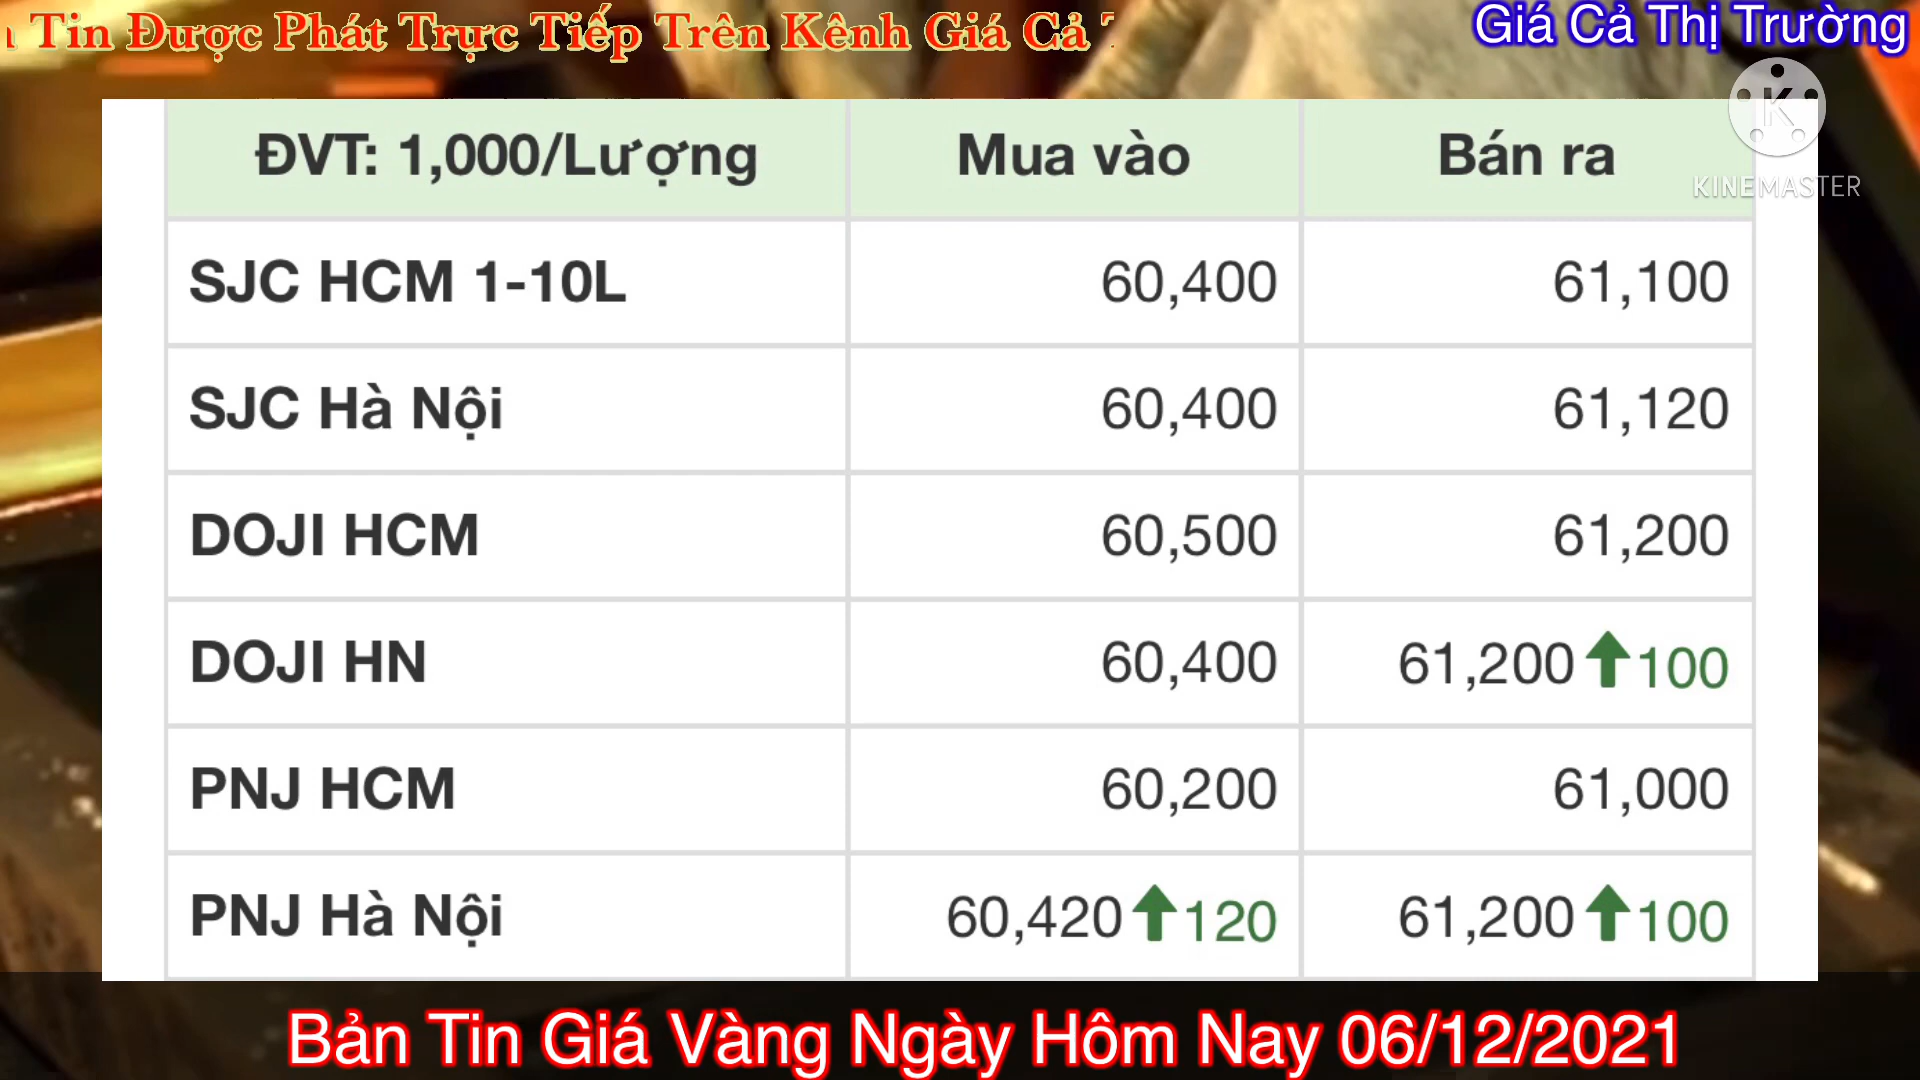 Tin Được Phát Trực Tiếp Trên Kênh Giá Cả
Giá Cả Thị Trường
K
KINEMASTER
ĐVT: 1,000/Lượng Mua vào Bán ra
SJC HCM 1-10L 60,400 61,100
SJC Hà Nội 60,400 61,120
DOJI HCM 60,500 61,200
DOJI HN 60,400 61,200 100
PNJ HCM 60,200 61,000
PNJ Hà Nội 60,420 120 61,200 100
Bản Tin Giá Vàng Ngày Hôm Nay 06/12/2021